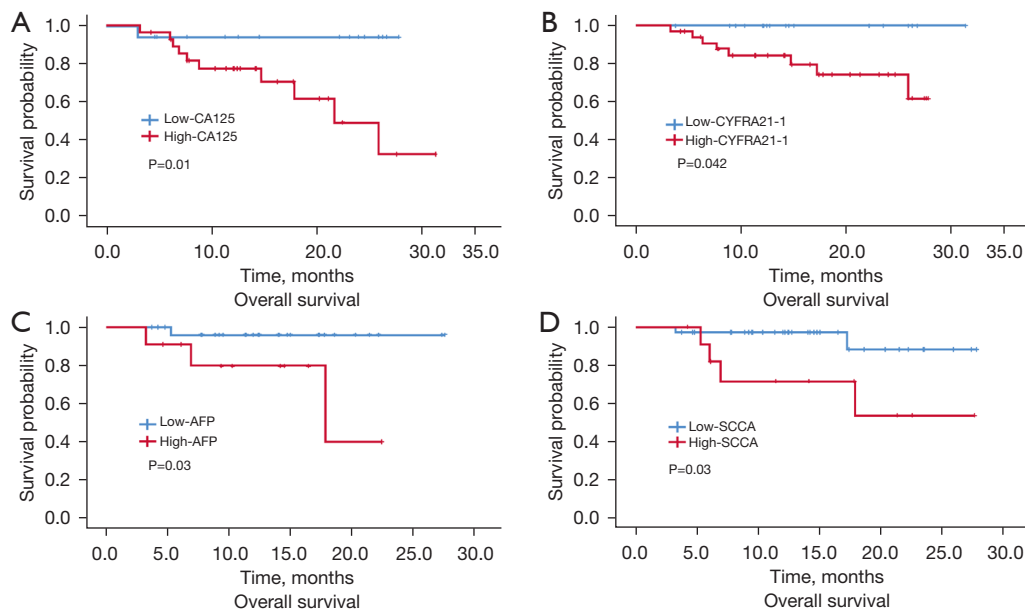 A
Survival probability
1.0
0.8
0.6
0.4
0.2
0.0
Low-CA125
High-CA125
P=0.01
0.0 10.0 20.0 30.0 35.0
Time, months
Overall survival
B
Survival probability
1.0
0.8
0.6
0.4
0.2
0.0
Low-CYFRA21-1
High-CYFRA21-1
P=0.042
0.0 10.0 20.0 30.0 35.0
Time, months
Overall survival
C
Survival probability
1.0
0.8
0.6
0.4
0.2
0.0
Low-AFP
High-AFP
P=0.03
0.0 5.0 10.0 15.0 20.0 25.0 30.0
Time, months
Overall survival
D
Survival probability
1.0
0.8
0.6
0.4
0.2
0.0
Low-SCCA
High-SCCA
P=0.03
0.0 5.0 10.0 15.0 20.0 25.0 30.0
Time, months
Overall survival